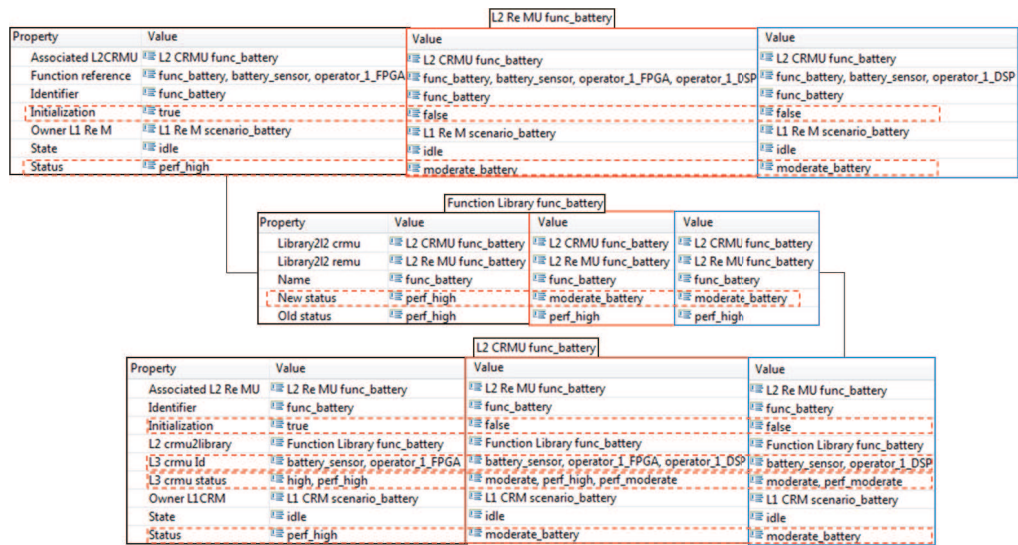 L2 Re MU func_battery
Property Value Value Value
Associated L2CRMU L2 CRMU func_battery L2 CRMU func_battery L2 CRMU func_battery
Function reference func_battery, battery_sensor, operator_1_FPGA func_battery, battery_sensor, operator_1_FPGA, operator_1_DSP func_battery, battery_sensor, operator_1_DSP
Identifier func_battery func_battery func_battery
Initialization true false false
Owner L1 Re M L1 Re M scenario_battery L1 Re M scenario_battery L1 Re M scenario_battery
State idle idle idle
Status perf_high moderate_battery moderate_battery
Function Library func_battery
Property Value Value Value
Library2l2 crmu L2 CRMU func_battery L2 CRMU func_battery L2 CRMU func_battery
Library2l2 remu L2 Re MU func_battery L2 Re MU func_battery L2 Re MU func_battery
Name func_battery func_battery func_battery
New status perf_high moderate_battery moderate_battery
Old status perf_high perf_high perf_high
L2 CRMU func_battery
Property Value Value Value
Associated L2 Re MU L2 Re MU func_battery L2 Re MU func_battery L2 Re MU func_battery
Identifier func_battery func_battery func_battery
Initialization true false false
L2 crmu2library Function Library func_battery Function Library func_battery Function Library func_battery
L3 crmu Id battery_sensor, operator_1_FPGA battery_sensor, operator_1_FPGA, operator_1_DSP battery_sensor, operator_1_DSP
L3 crmu status high, perf_high moderate, perf_high, perf_moderate moderate, perf_moderate
Owner L1CRM L1 CRM scenario_battery L1 CRM scenario_battery L1 CRM scenario_battery
State idle idle idle
Status perf_high moderate_battery moderate_battery